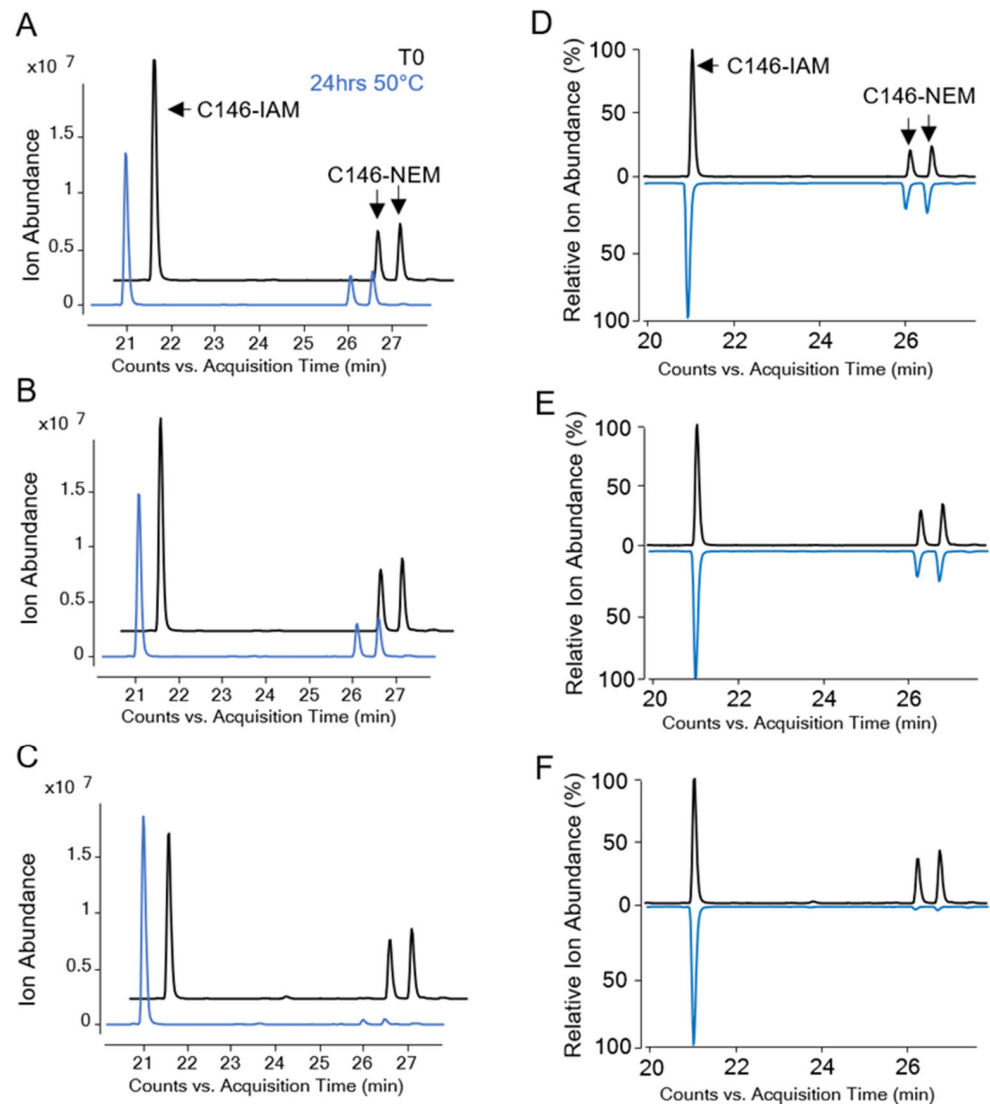 A
x10 7
T0
24hrs 50°C
C146-IAM
C146-NEM
1.5
1
0.5
0
Ion Abundance
21 22 23 24 25 26 27
Counts vs. Acquisition Time (min)
D
100
50
0
50
100
Relative Ion Abundance (%)
C146-IAM
C146-NEM
20 22 24 26
Counts vs. Acquisition Time (min)
B
x10 7
1.5
1
0.5
0
Ion Abundance
21 22 23 24 25 26 27
Counts vs. Acquisition Time (min)
E
100
50
0
50
100
Relative Ion Abundance (%)
20 22 24 26
Counts vs. Acquisition Time (min)
C
x10 7
1.5
1
0.5
0
Ion Abundance
21 22 23 24 25 26 27
Counts vs. Acquisition Time (min)
F
100
50
0
50
100
Relative Ion Abundance (%)
20 22 24 26
Counts vs. Acquisition Time (min)